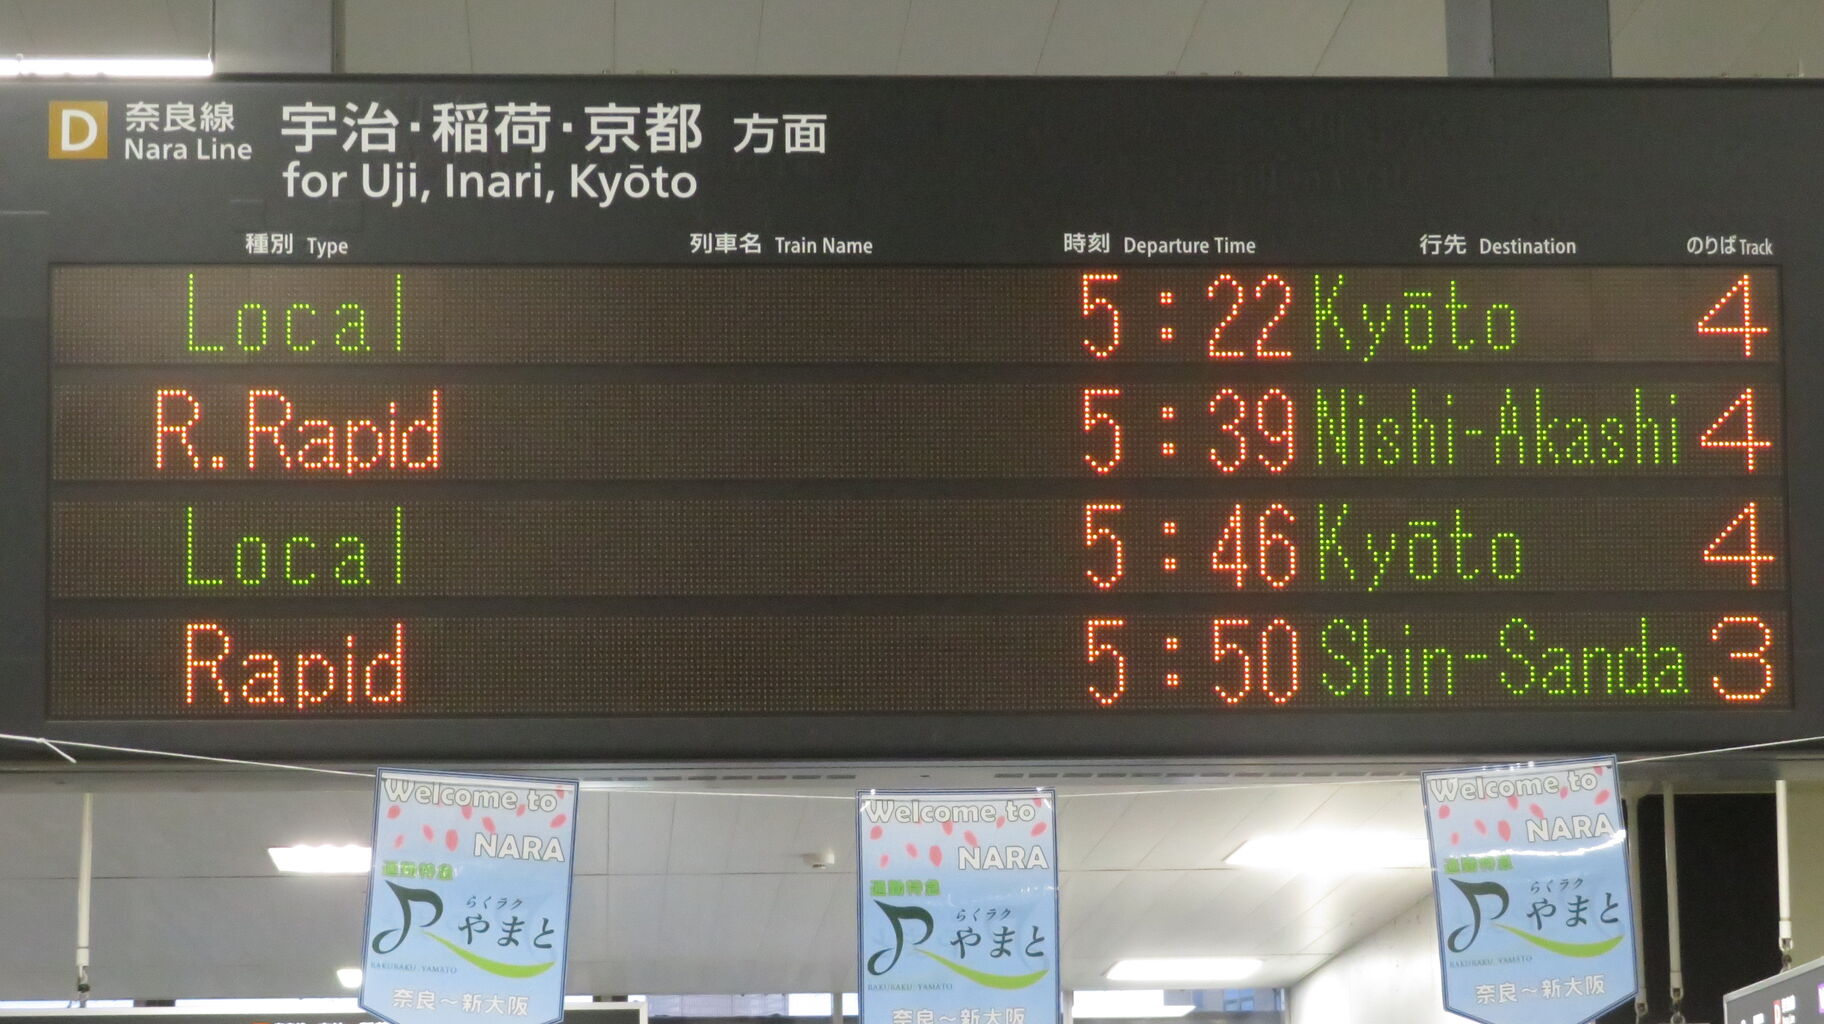 D 奈良線 宇治・稲荷・京都 方面
Nara Line for Uji, Inari, Kyōto
種別 Type 列車名 Train Name 時刻 Departure Time 行先 Destination のりば Track
Local 5:22 Kyōto 4
R.Rapid 5:39 Nishi-Akashi 4
Local 5:46 Kyōto 4
Rapid 5:50 Shin-Sanda 3
Welcome to
NARA
通勤特急
らくラク
やまと
RAKURAKU YAMATO
奈良～新大阪
Welcome to
NARA
通勤特急
らくラク
やまと
RAKURAKU YAMATO
奈良～新大阪
Welcome to
NARA
通勤特急
らくラク
やまと
RAKURAKU YAMATO
奈良～新大阪